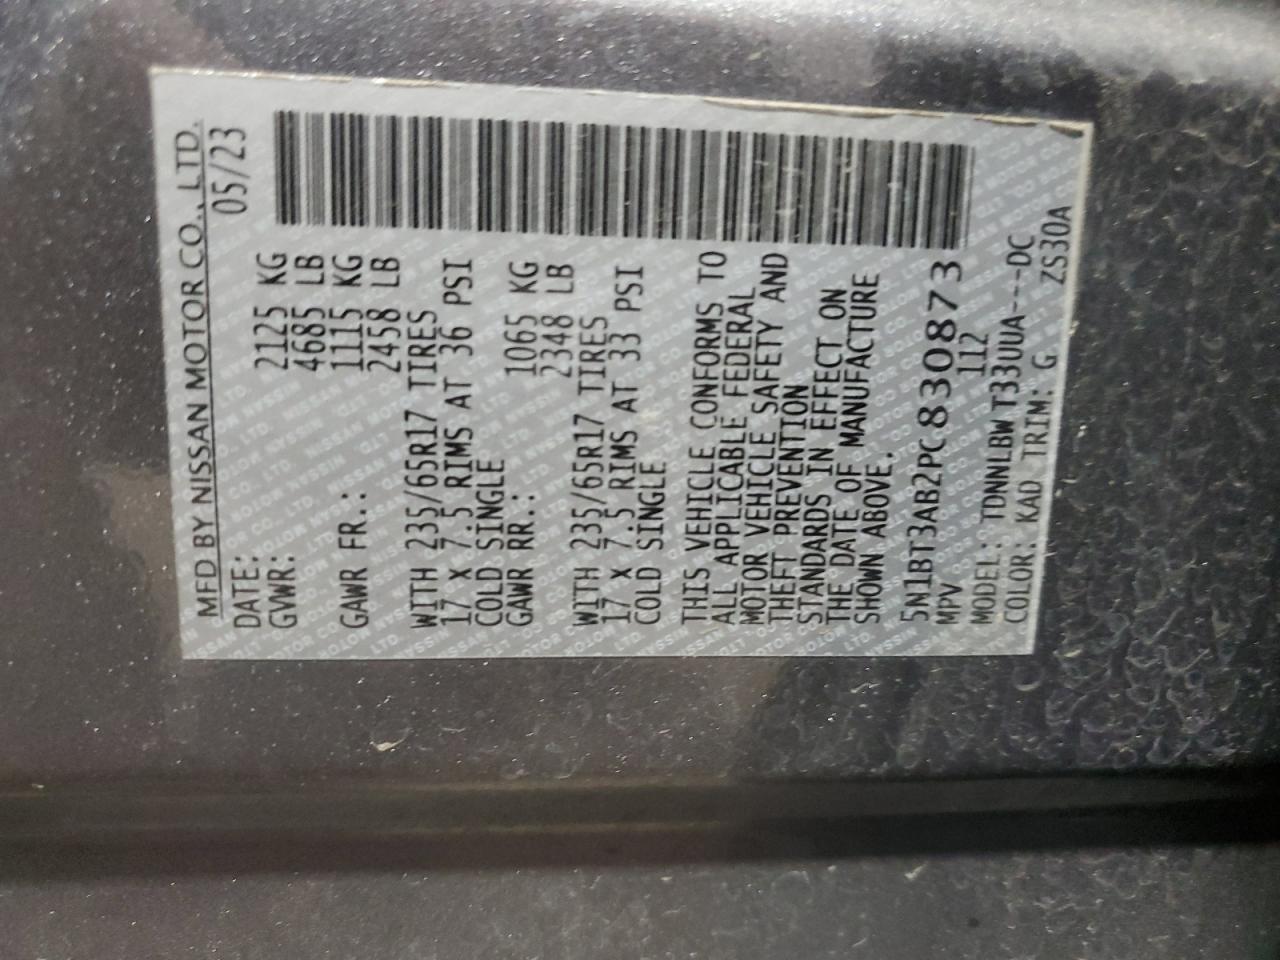 MFD BY NISSAN MOTOR CO., LTD.
DATE: 05/23
GVWR: 2125 KG
4685 LB
GAWR FR.: 1115 KG
2458 LB
WITH 235/65R17 TIRES
17 x 7.5 RIMS AT 36 PSI
COLD SINGLE
GAWR RR.: 1065 KG
2348 LB
WITH 235/65R17 TIRES
17 x 7.5 RIMS AT 33 PSI
COLD SINGLE
THIS VEHICLE CONFORMS TO
ALL APPLICABLE FEDERAL
MOTOR VEHICLE SAFETY AND
THEFT PREVENTION
STANDARDS IN EFFECT ON
THE DATE OF MANUFACTURE
SHOWN ABOVE.
5N1BT3AB2PC830873
MPV 112
MODEL: TDNNLBWT33UUA---DC
COLOR: KAD TRIM: G ZS30A